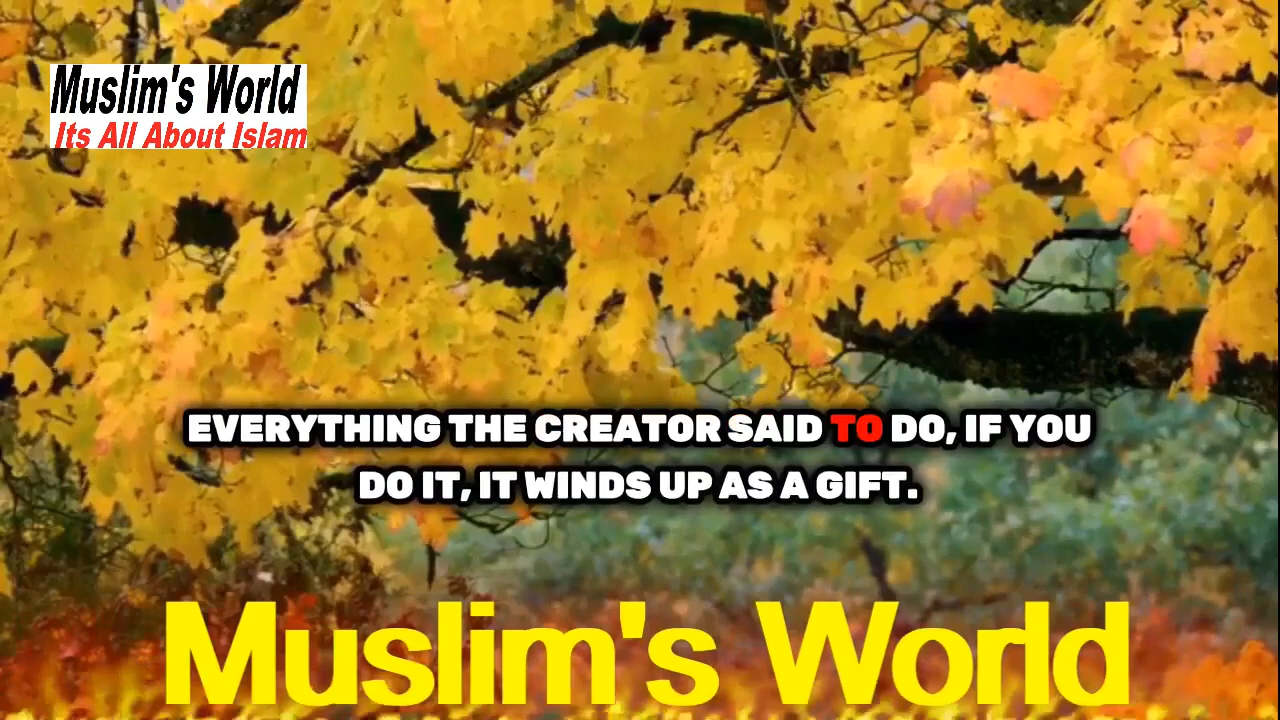 Muslim's World
Its All About Islam
EVERYTHING THE CREATOR SAID TO DO, IF YOU
DO IT, IT WINDS UP AS A GIFT.
Muslim's World